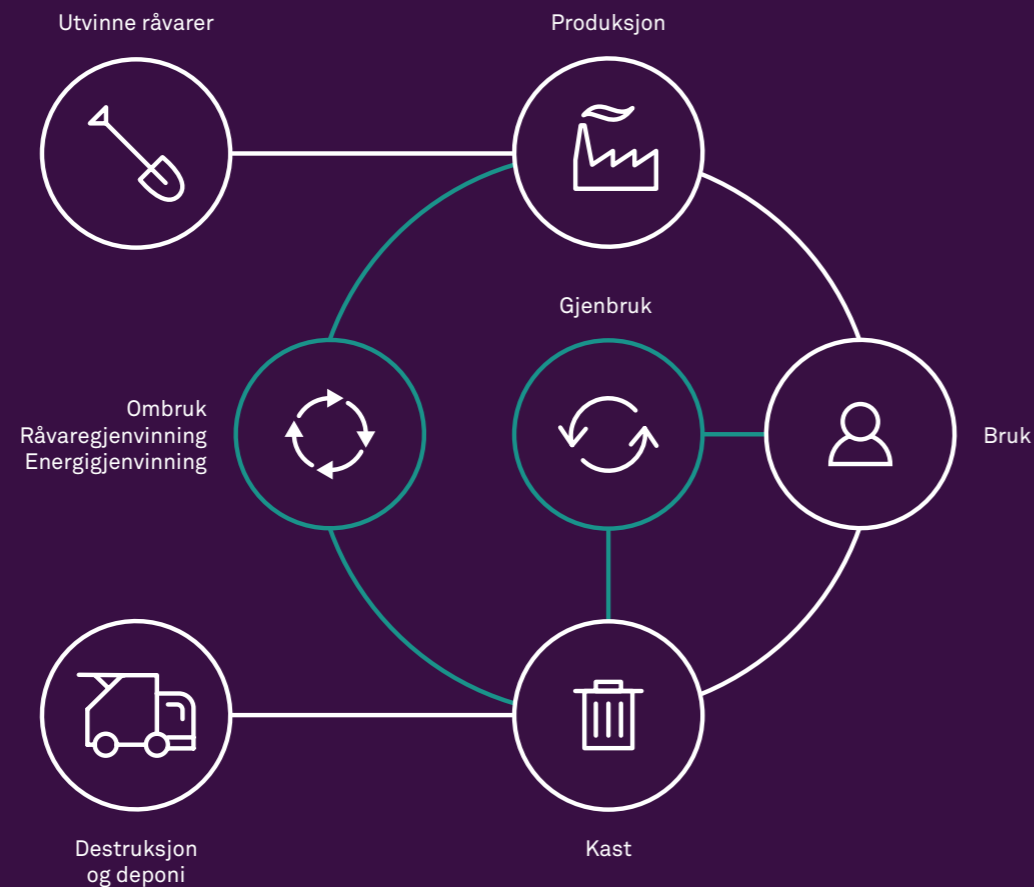 Utvinne råvarer
Produksjon
Gjenbruk
Ombruk
Råvaregjenvinning
Energigjenvinning
Bruk
Destruksjon
og deponi
Kast